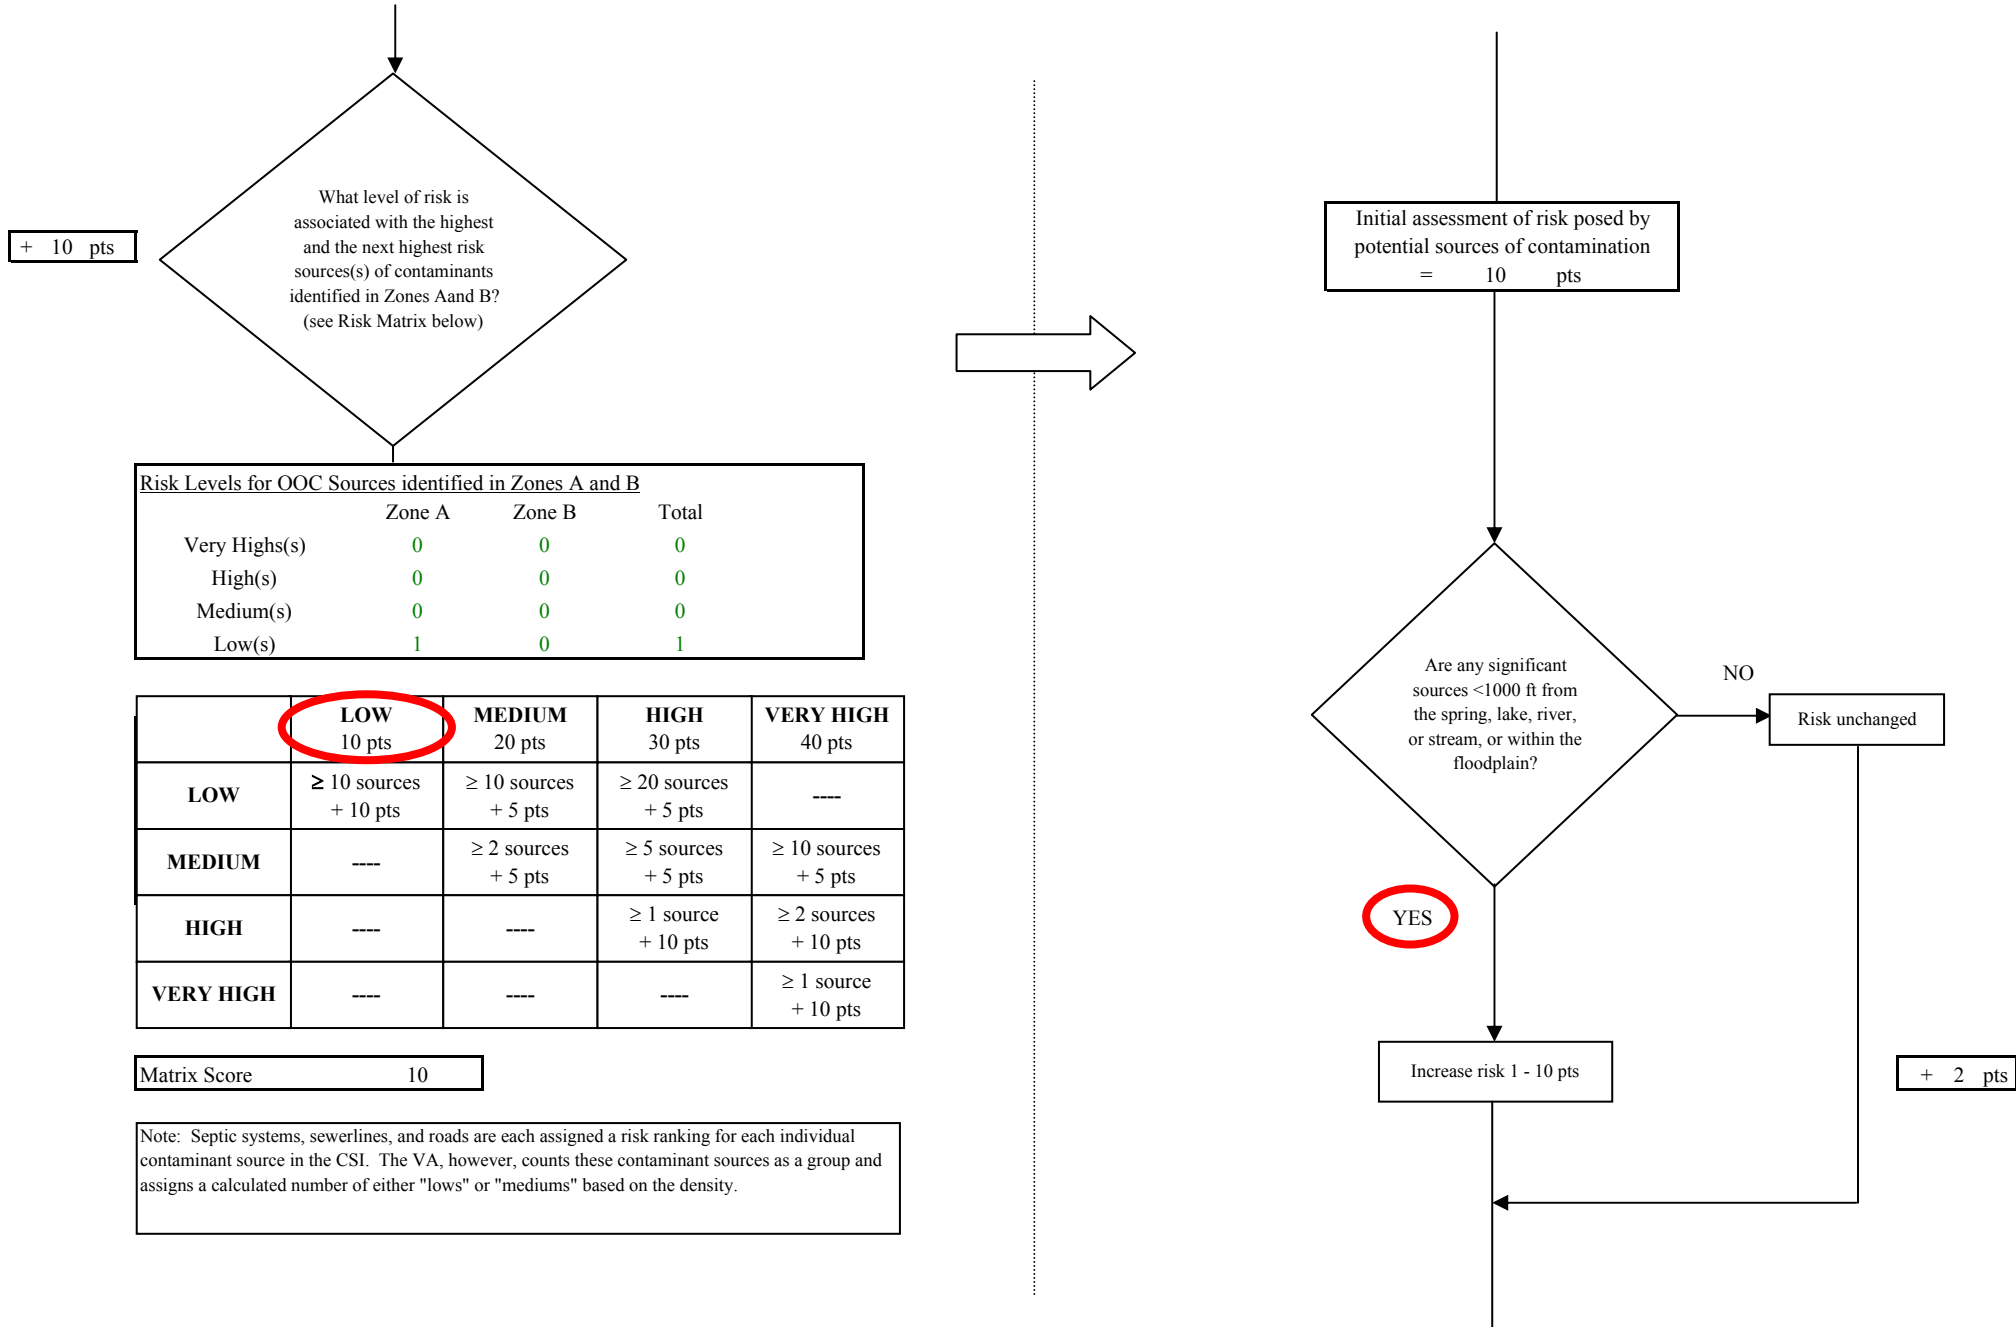 What level of risk is
associated with the highest
and the next highest risk
sources(s) of contaminants
identified in Zones Aand B?
(see Risk Matrix below)
+ 10 pts
Risk Levels for OOC Sources identified in Zones A and B
Zone A Zone B Total
Very Highs(s) 0 0 0
High(s) 0 0 0
Medium(s) 0 0 0
Low(s) 1 0 1
LOW MEDIUM HIGH VERY HIGH
10 pts 20 pts 30 pts 40 pts
LOW ≥ 10 sources ≥ 10 sources ≥ 20 sources ----
+ 10 pts + 5 pts + 5 pts
MEDIUM ---- ≥ 2 sources ≥ 5 sources ≥ 10 sources
+ 5 pts + 5 pts + 5 pts
HIGH ---- ---- ≥ 1 source ≥ 2 sources
+ 10 pts + 10 pts
VERY HIGH ---- ---- ---- ≥ 1 source
+ 10 pts
Matrix Score 10
Note: Septic systems, sewerlines, and roads are each assigned a risk ranking for each individual
contaminant source in the CSI. The VA, however, counts these contaminant sources as a group and
assigns a calculated number of either "lows" or "mediums" based on the density.
Initial assessment of risk posed by
potential sources of contamination
= 10 pts
Are any significant
sources <1000 ft from
the spring, lake, river,
or stream, or within the
floodplain?
NO
Risk unchanged
YES
Increase risk 1 - 10 pts
+ 2 pts